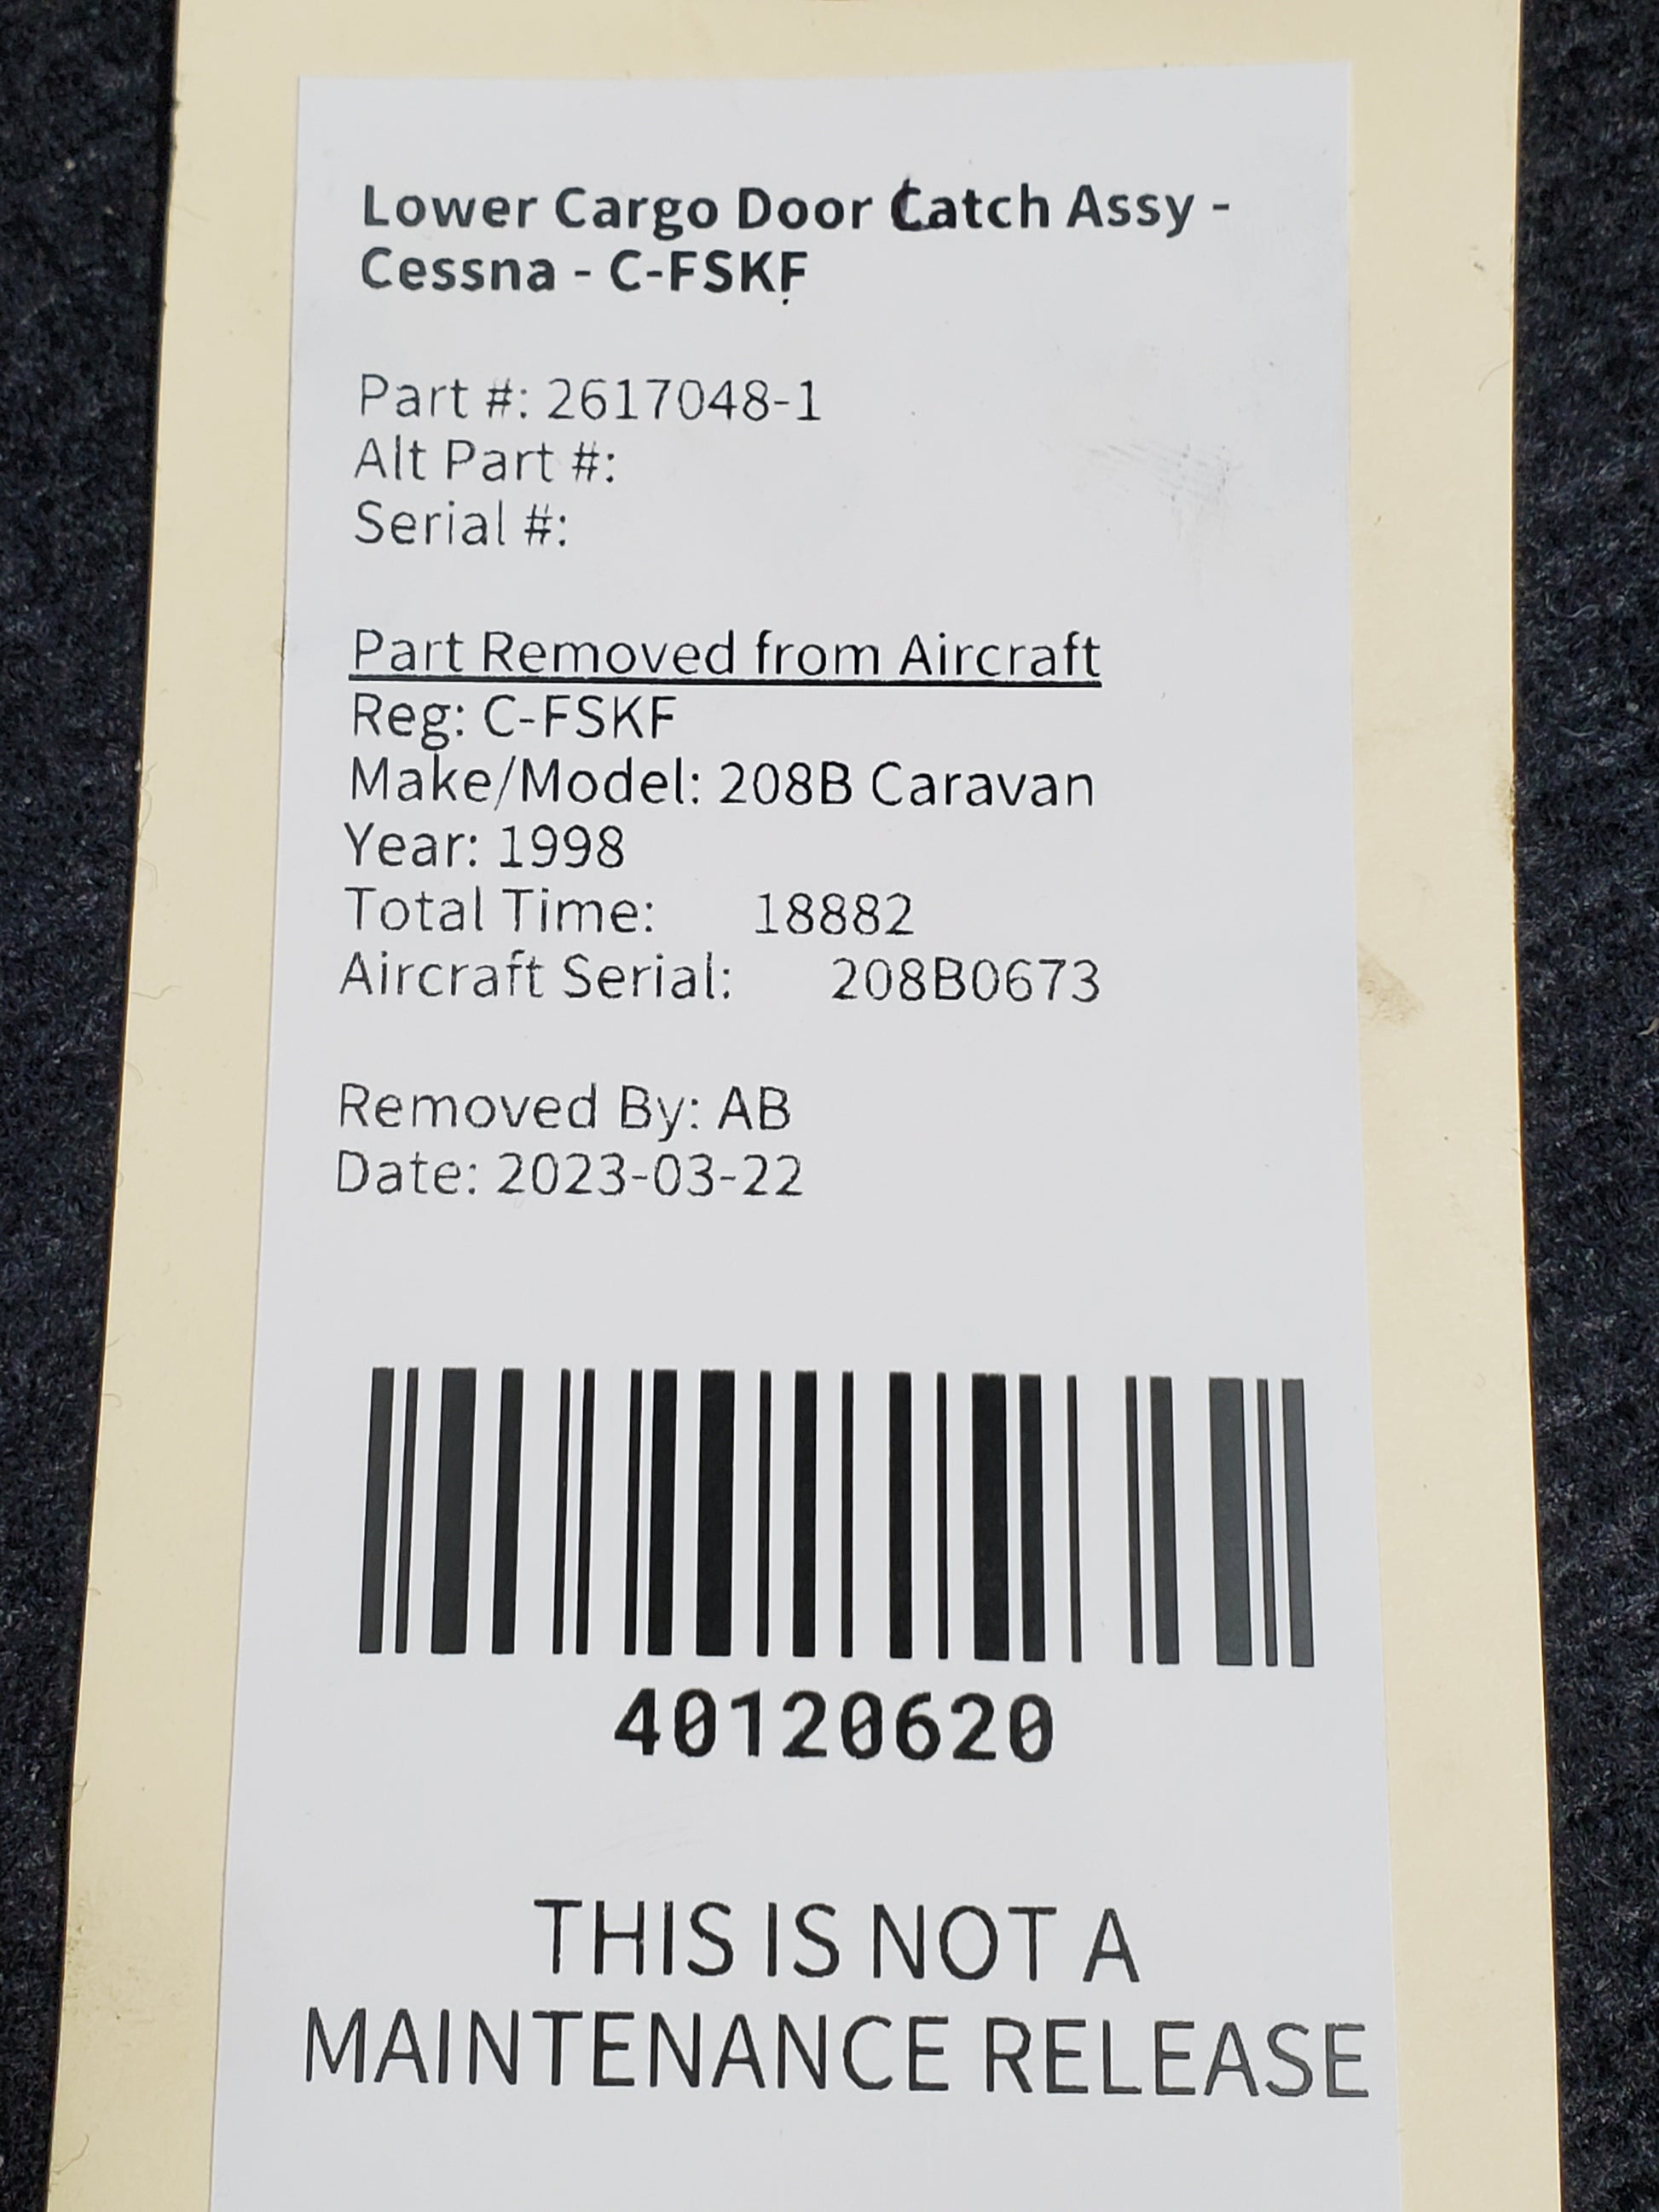 Lower Cargo Door Catch Assy -
Cessna - C-FSKF
Part #: 2617048-1
Alt Part #:
Serial #:
Part Removed from Aircraft
Reg: C-FSKF
Make/Model: 208B Caravan
Year: 1998
Total Time: 18882
Aircraft Serial: 208B0673
Removed By: AB
Date: 2023-03-22
40120620
THIS IS NOT A
MAINTENANCE RELEASE